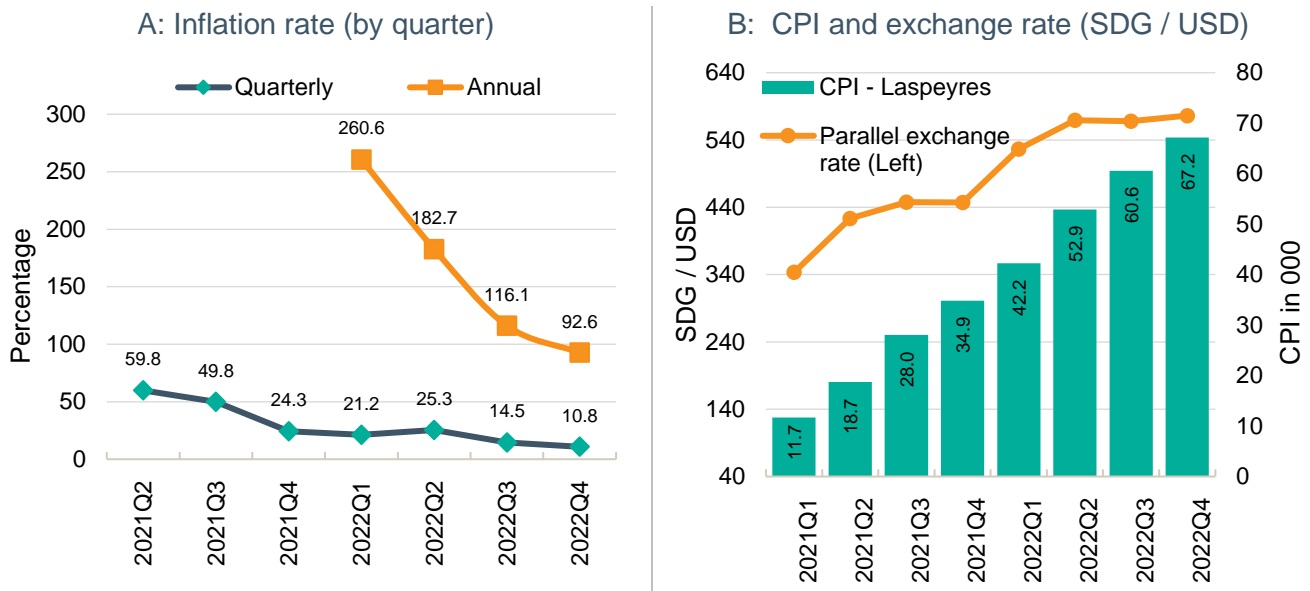 A: Inflation rate (by quarter)
Quarterly
Annual
Percentage
300
250
200
150
100
50
0
260.6
182.7
116.1
92.6
59.8
49.8
24.3
21.2
25.3
14.5
10.8
2021Q2
2021Q3
2021Q4
2022Q1
2022Q2
2022Q3
2022Q4
B: CPI and exchange rate (SDG / USD)
CPI - Laspeyres
Parallel exchange
rate (Left)
SDG / USD
640
540
440
340
240
140
40
11.7
18.7
28.0
34.9
42.2
52.9
60.6
67.2
80
70
60
50
40
30
20
10
0
CPI in 000
2021Q1
2021Q2
2021Q3
2021Q4
2022Q1
2022Q2
2022Q3
2022Q4